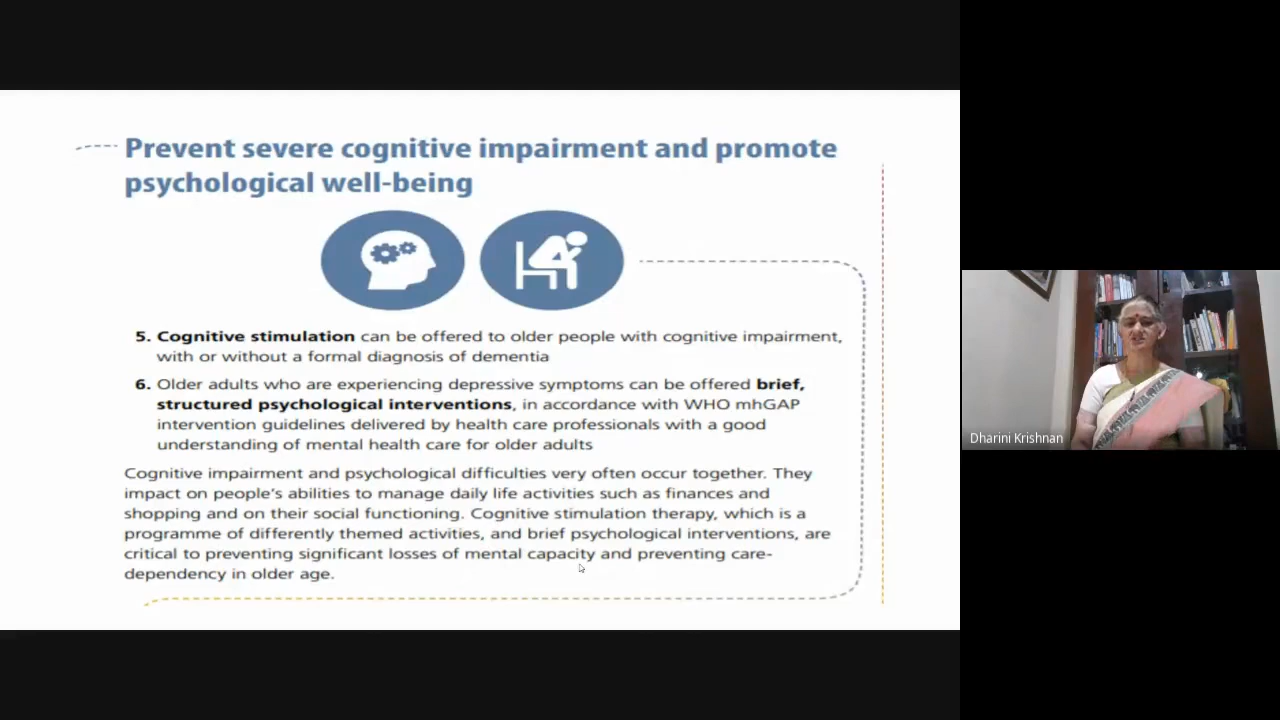 Prevent severe cognitive impairment and promote
psychological well-being
5. Cognitive stimulation can be offered to older people with cognitive impairment,
with or without a formal diagnosis of dementia
6. Older adults who are experiencing depressive symptoms can be offered brief,
structured psychological interventions, in accordance with WHO mhGAP
intervention guidelines delivered by health care professionals with a good
understanding of mental health care for older adults
Cognitive impairment and psychological difficulties very often occur together. They
impact on people's abilities to manage daily life activities such as finances and
shopping and on their social functioning. Cognitive stimulation therapy, which is a
programme of differently themed activities, and brief psychological interventions, are
critical to preventing significant losses of mental capacity and preventing care-
dependency in older age.
Dharini Krishnan